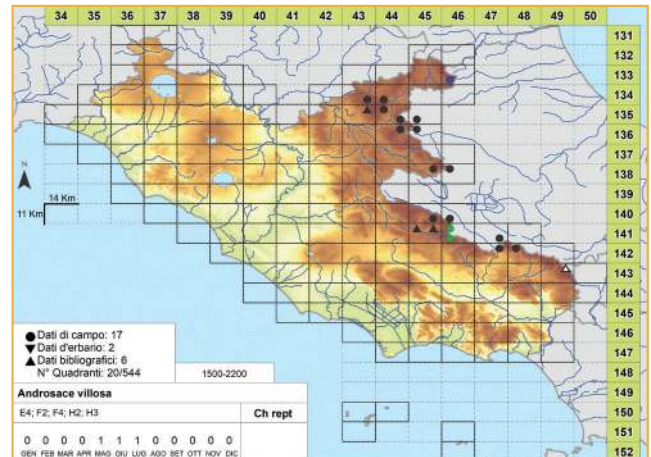 34 35 36 37 38 39 40 41 42 43 44 45 46 47 48 49 50
131
132
133
134
135
136
137
138
139
140
141
142
143
144
145
146
147
150
151
152
N
14 Km
11 Km
Dati di campo: 17
Dati d'erbario: 2
Dati bibliografici: 6
N° Quadranti: 20/544
1500-2200
Androsace villosa
E4; F2; F4; H2; H3
Ch rept
0 0 0 0 1 1 1 0 0 0 0 0
GEN FEB MAR APR MAG GIU LUG AGO SET OTT NOV DIC